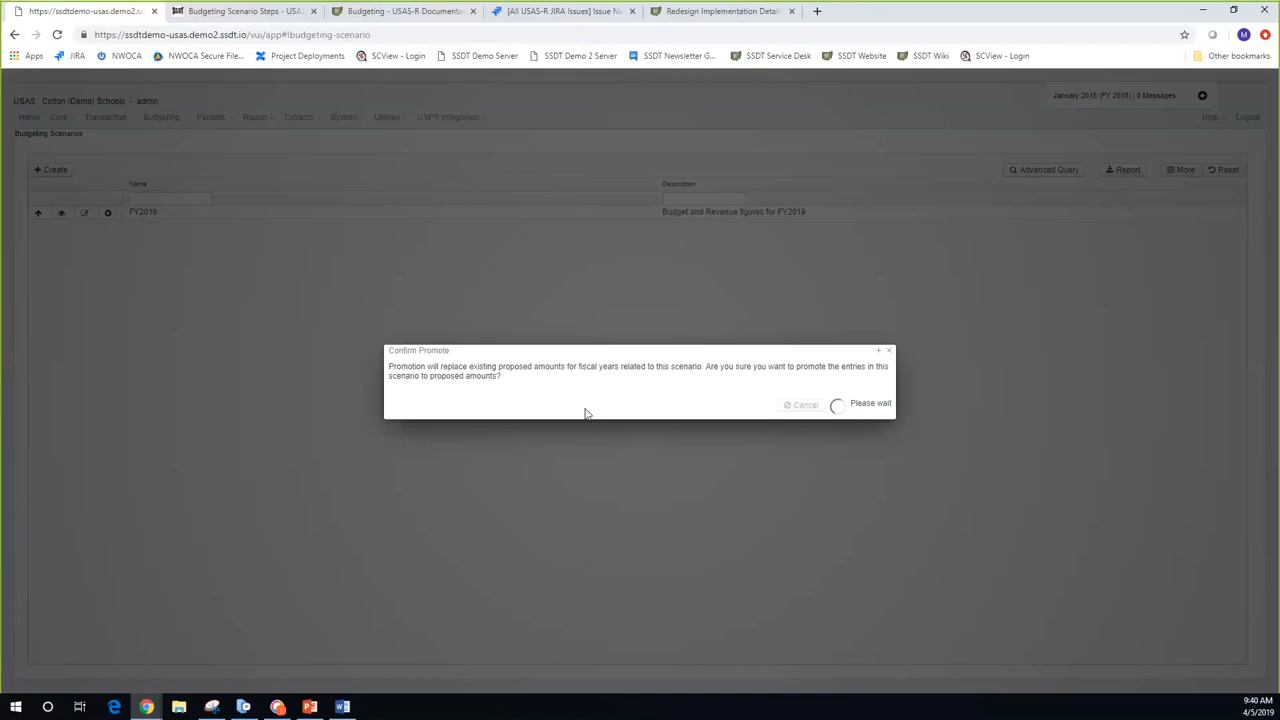 https://ssdtdemo-usas.demo2.ss
Budgeting Scenario Steps - USAS
Budgeting - USAS-R Documentat
[All USAS-R JIRA Issues] Issue Na
Redesign Implementation Detail
https://ssdtdemo-usas.demo2.ssdt.io/vui/app#!budgeting-scenario
M
Apps
JIRA
NWOCA
NWOCA Secure File...
Project Deployments
SCView - Login
SSDT Demo Server
SSDT Demo 2 Server
SSDT Newsletter G...
SSDT Service Desk
SSDT Website
SSDT Wiki
SCView - Login
Other bookmarks
USAS: Cotton (Demo) Schools - admin
January 2018 (FY 2018) | 0 Messages
Home
Core
Transaction
Budgeting
Periodic
Report
Extracts
System
Utilities
USPS Integration
Help
Logout
Budgeting Scenarios
Create
Advanced Query
Report
More
Reset
Name
Description
FY2019
Budget and Revenue figures for FY2019
Confirm Promote
Promotion will replace existing proposed amounts for fiscal years related to this scenario. Are you sure you want to promote the entries in this
scenario to proposed amounts?
Cancel
Please wait
9:40 AM
4/5/2019